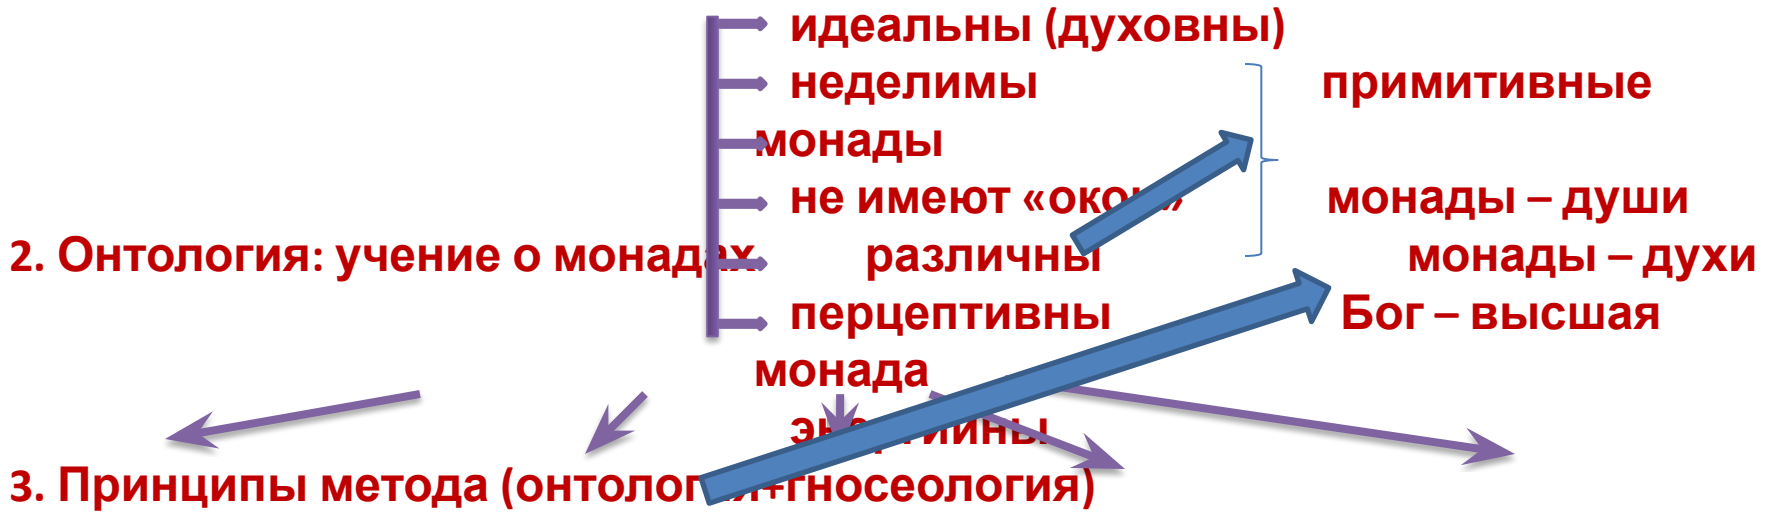 идеальны (духовны)
неделимы примитивные
монады
не имеют «окон» монады – души
2. Онтология: учение о монадах различны монады – духи
перцептивны Бог – высшая
монада
3. Принципы метода (онтология+гносеология)